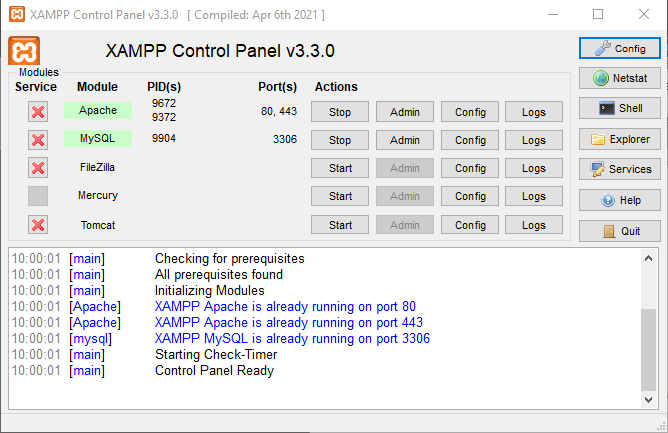 XAMPP Control Panel v3.3.0 [ Compiled: Apr 6th 2021 ]
XAMPP Control Panel v3.3.0
Config
Modules
Service Module PID(s) Port(s) Actions
Netstat
Apache 9672 9372 80, 443 Stop Admin Config Logs
Shell
MySQL 9904 3306 Stop Admin Config Logs
Explorer
FileZilla Start Admin Config Logs
Services
Mercury Start Admin Config Logs
Help
Tomcat Start Admin Config Logs
Quit
10:00:01 [main] Checking for prerequisites
10:00:01 [main] All prerequisites found
10:00:01 [main] Initializing Modules
10:00:01 [Apache] XAMPP Apache is already running on port 80
10:00:01 [Apache] XAMPP Apache is already running on port 443
10:00:01 [mysql] XAMPP MySQL is already running on port 3306
10:00:01 [main] Starting Check-Timer
10:00:01 [main] Control Panel Ready